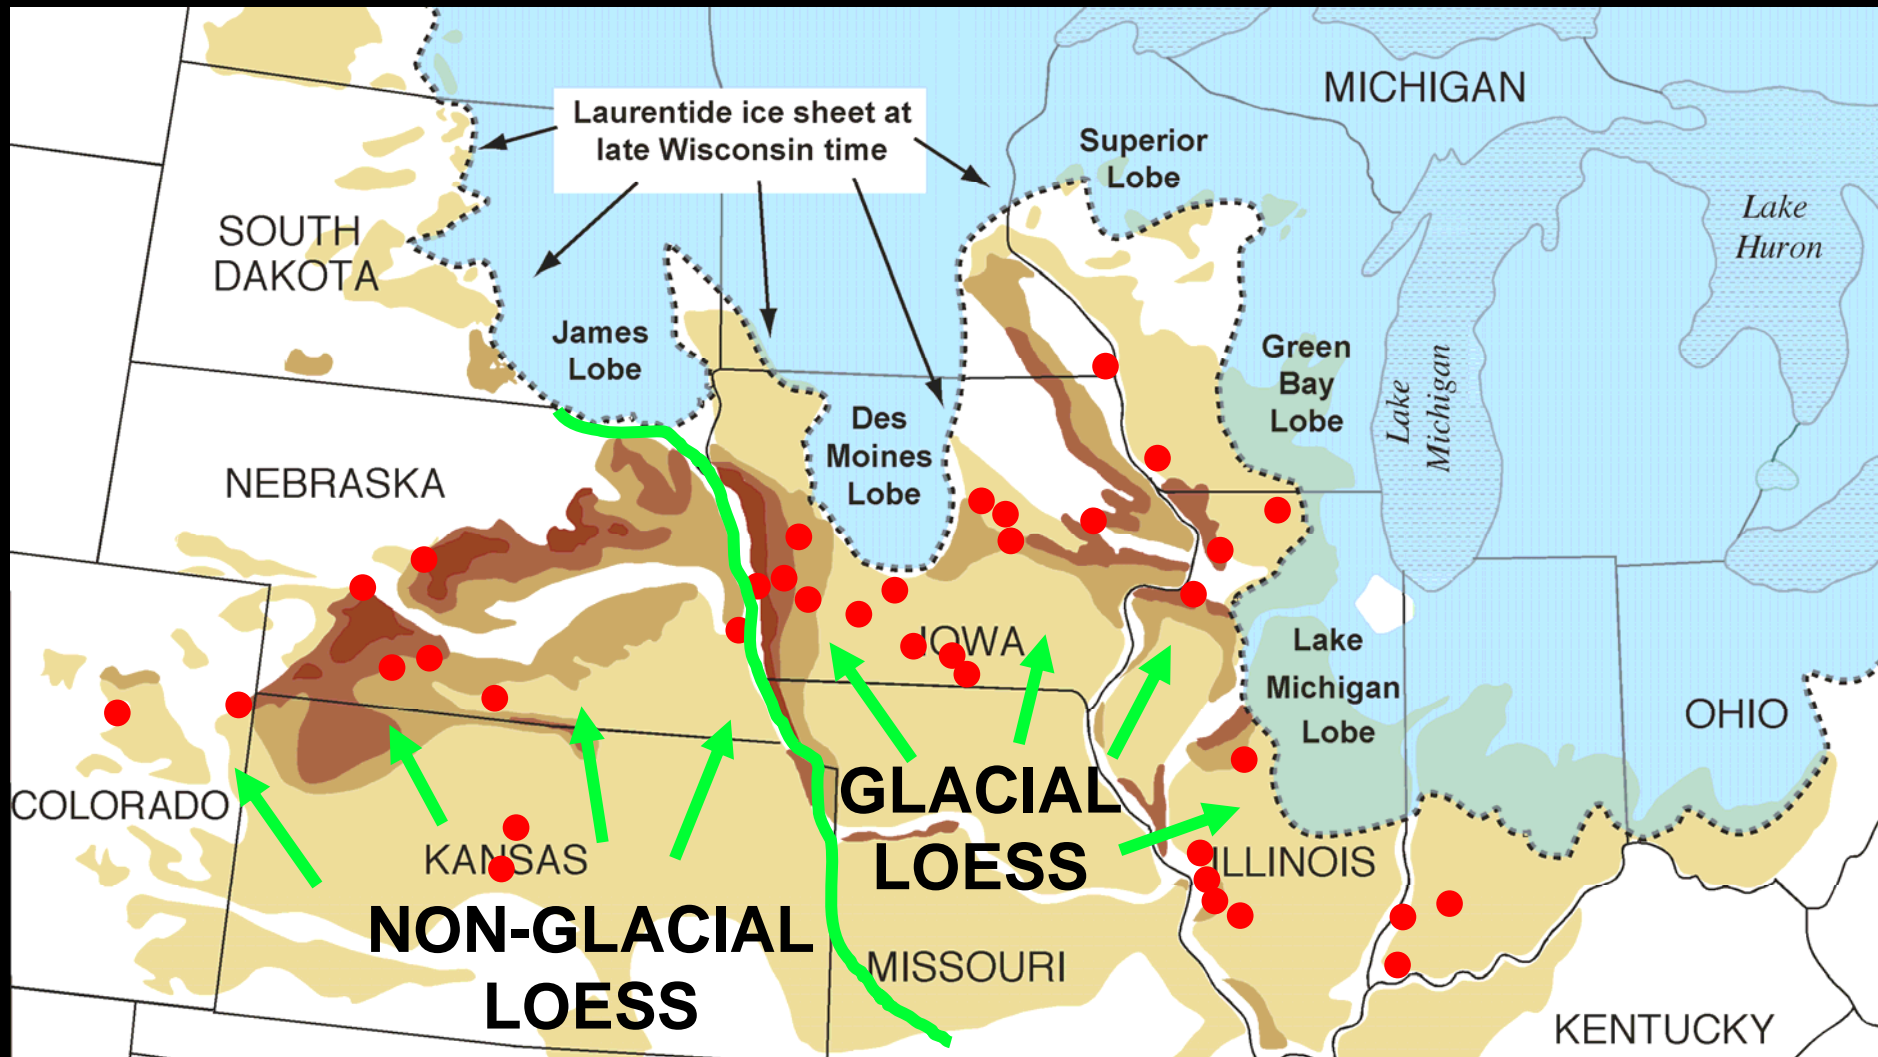 MICHIGAN
Laurentide ice sheet at
late Wisconsin time
Superior
Lobe
Lake
Huron
SOUTH
DAKOTA
James
Lobe
Green
Bay
Lobe
Lake
Michigan
Des
Moines
Lobe
NEBRASKA
IOWA
Lake
Michigan
Lobe
OHIO
COLORADO
GLACIAL
LOESS
KANSAS
ILLINOIS
NON-GLACIAL
LOESS
MISSOURI
KENTUCKY